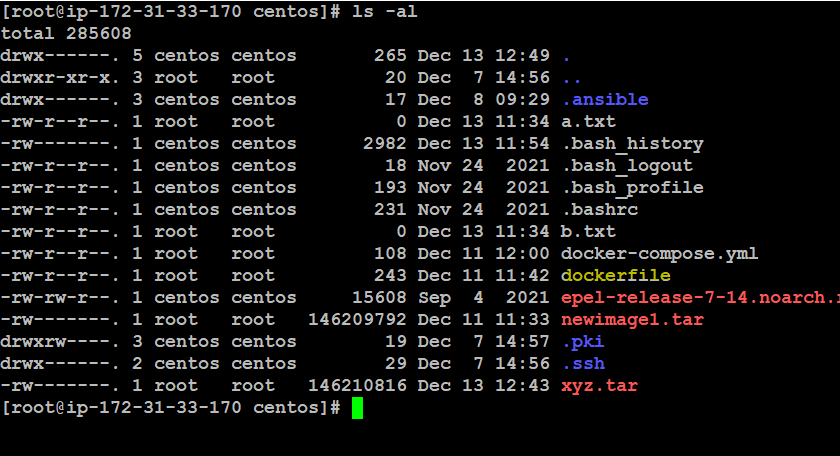 [root@ip-172-31-33-170 centos]# ls -al
total 285608
drwx------. 5 centos centos       265 Dec 13 12:49 .
drwxr-xr-x. 3 root   root          20 Dec  7 14:56 ..
drwx------. 3 centos centos        17 Dec  8 09:29 .ansible
-rw-r--r--. 1 root   root           0 Dec 13 11:34 a.txt
-rw-------. 1 centos centos      2982 Dec 13 11:54 .bash_history
-rw-r--r--. 1 centos centos        18 Nov 24  2021 .bash_logout
-rw-r--r--. 1 centos centos       193 Nov 24  2021 .bash_profile
-rw-r--r--. 1 centos centos       231 Nov 24  2021 .bashrc
-rw-r--r--. 1 root   root           0 Dec 13 11:34 b.txt
-rw-r--r--. 1 root   root         108 Dec 11 12:00 docker-compose.yml
-rw-r--r--. 1 root   root         243 Dec 11 11:42 dockerfile
-rw-rw-r--. 1 centos centos     15608 Sep  4  2021 epel-release-7-14.noarch.
-rw-------. 1 root   root   146209792 Dec 11 11:33 newimage1.tar
drwxrw----. 3 centos centos        19 Dec  7 14:57 .pki
drwx------. 2 centos centos        29 Dec  7 14:56 .ssh
-rw-------. 1 root   root   146210816 Dec 13 12:43 xyz.tar
[root@ip-172-31-33-170 centos]#